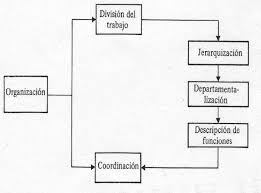 División del
trabajo
Jerarquización
Organización
Departamenta-
lización
Descripción de
funciones
Coordinación